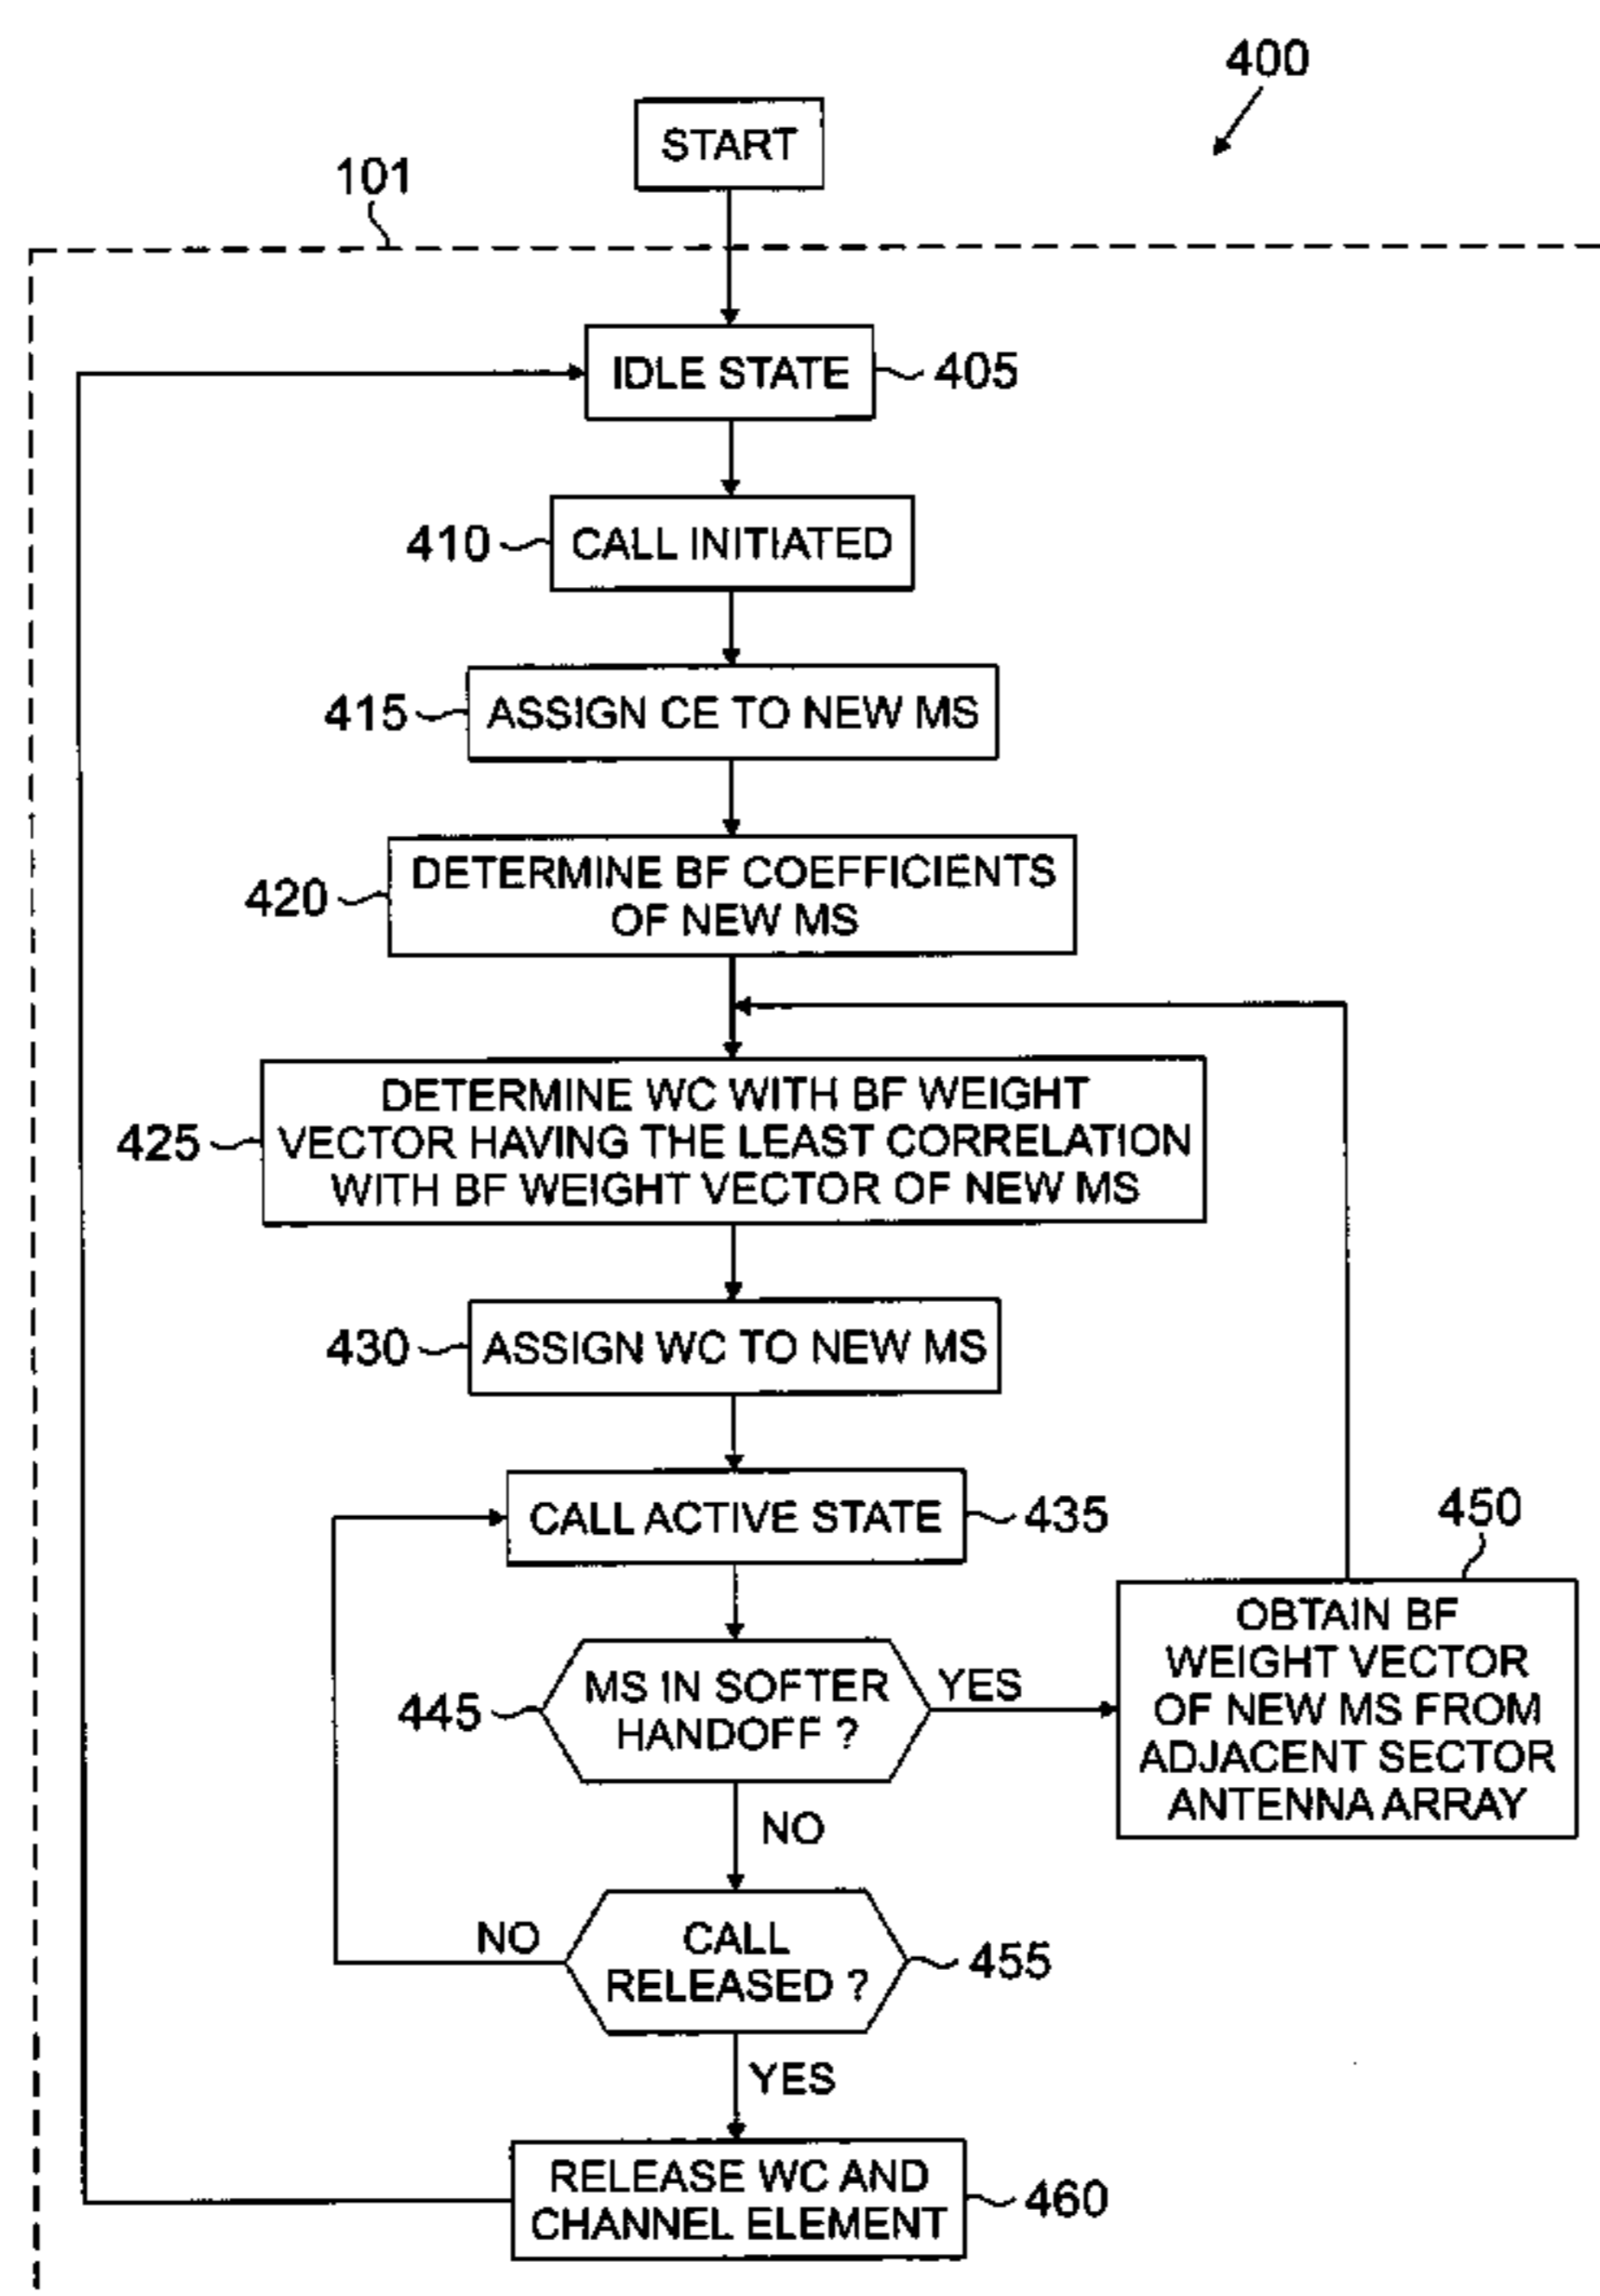 400
START
101
IDLE STATE
405
410
CALL INITIATED
415
ASSIGN CE TO NEW MS
420
DETERMINE BF COEFFICIENTS
OF NEW MS
425
DETERMINE WC WITH BF WEIGHT
VECTOR HAVING THE LEAST CORRELATION
WITH BF WEIGHT VECTOR OF NEW MS
430
ASSIGN WC TO NEW MS
CALL ACTIVE STATE
435
450
OBTAIN BF
WEIGHT VECTOR
OF NEW MS FROM
ADJACENT SECTOR
ANTENNA ARRAY
445
MS IN SOFTER
HANDOFF ?
YES
NO
NO
CALL
RELEASED ?
455
YES
RELEASE WC AND
CHANNEL ELEMENT
460